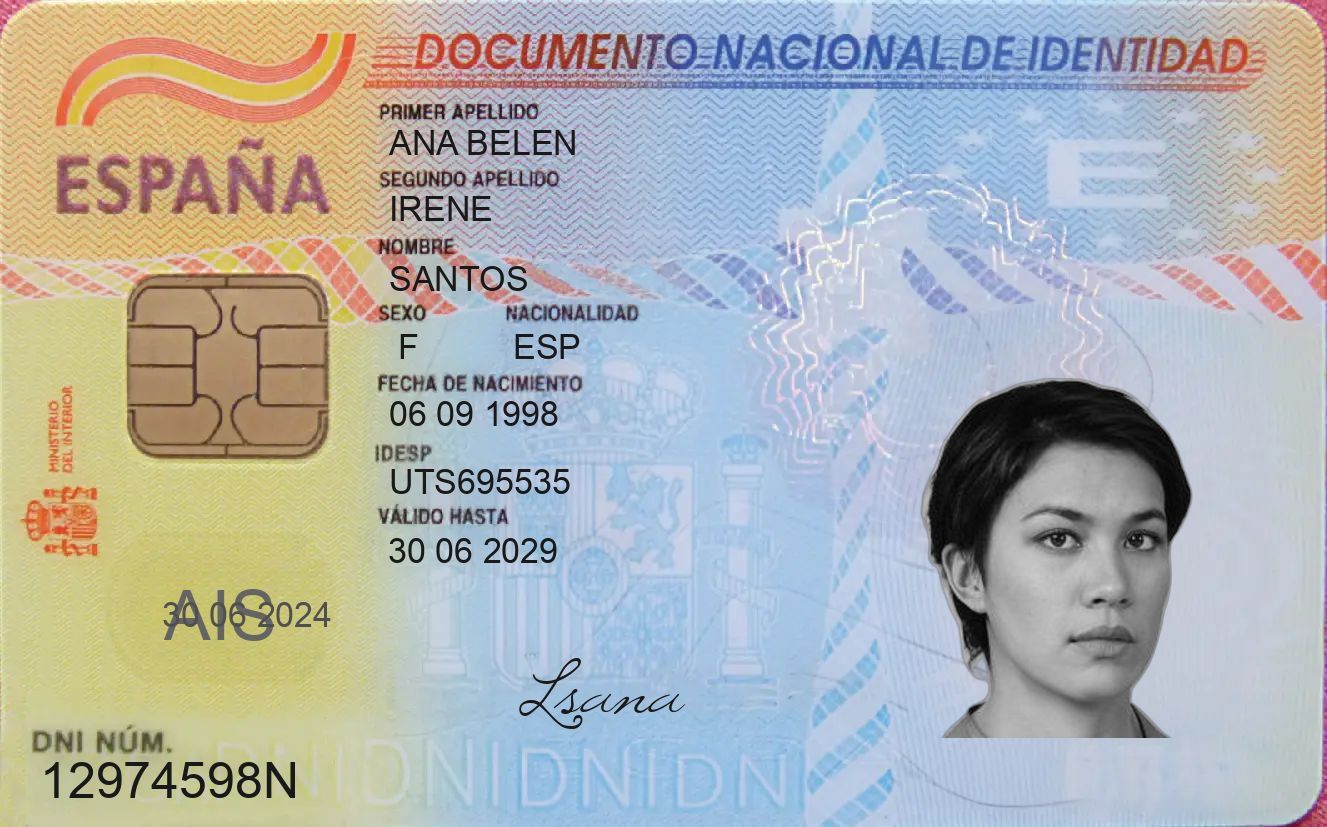 DOCUMENTO NACIONAL DE IDENTIDAD
ESPAÑA
PRIMER APELLIDO
ANA BELEN
SEGUNDO APELLIDO
IRENE
NOMBRE
SANTOS
SEXO NACIONALIDAD
F ESP
FECHA DE NACIMIENTO
06 09 1998
IDESP
UTS695535
VÁLIDO HASTA
30 06 2029
MINISTERIO
DEL INTERIOR
E
AIS
30 06 2024
Lsana
DNI NÚM.
12974598N
DNIDNIDNIDNI